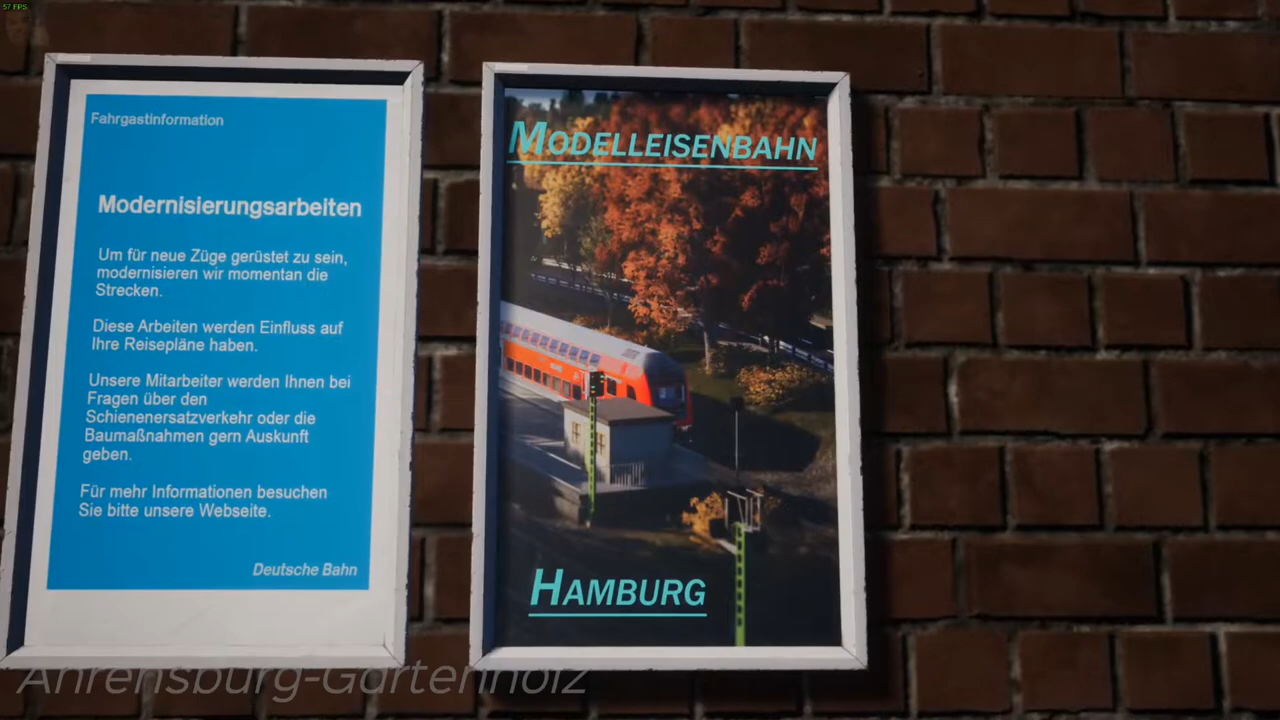 57 FPS
Fahrgastinformation
Modernisierungsarbeiten
Um für neue Züge gerüstet zu sein,
modernisieren wir momentan die
Strecken.
Diese Arbeiten werden Einfluss auf
Ihre Reisepläne haben.
Unsere Mitarbeiter werden Ihnen bei
Fragen über den
Schienenersatzverkehr oder die
Baumaßnahmen gern Auskunft
geben.
Für mehr Informationen besuchen
Sie bitte unsere Webseite.
Deutsche Bahn
MODELLEISENBAHN
HAMBURG
Ahrensburg-Gartenholz